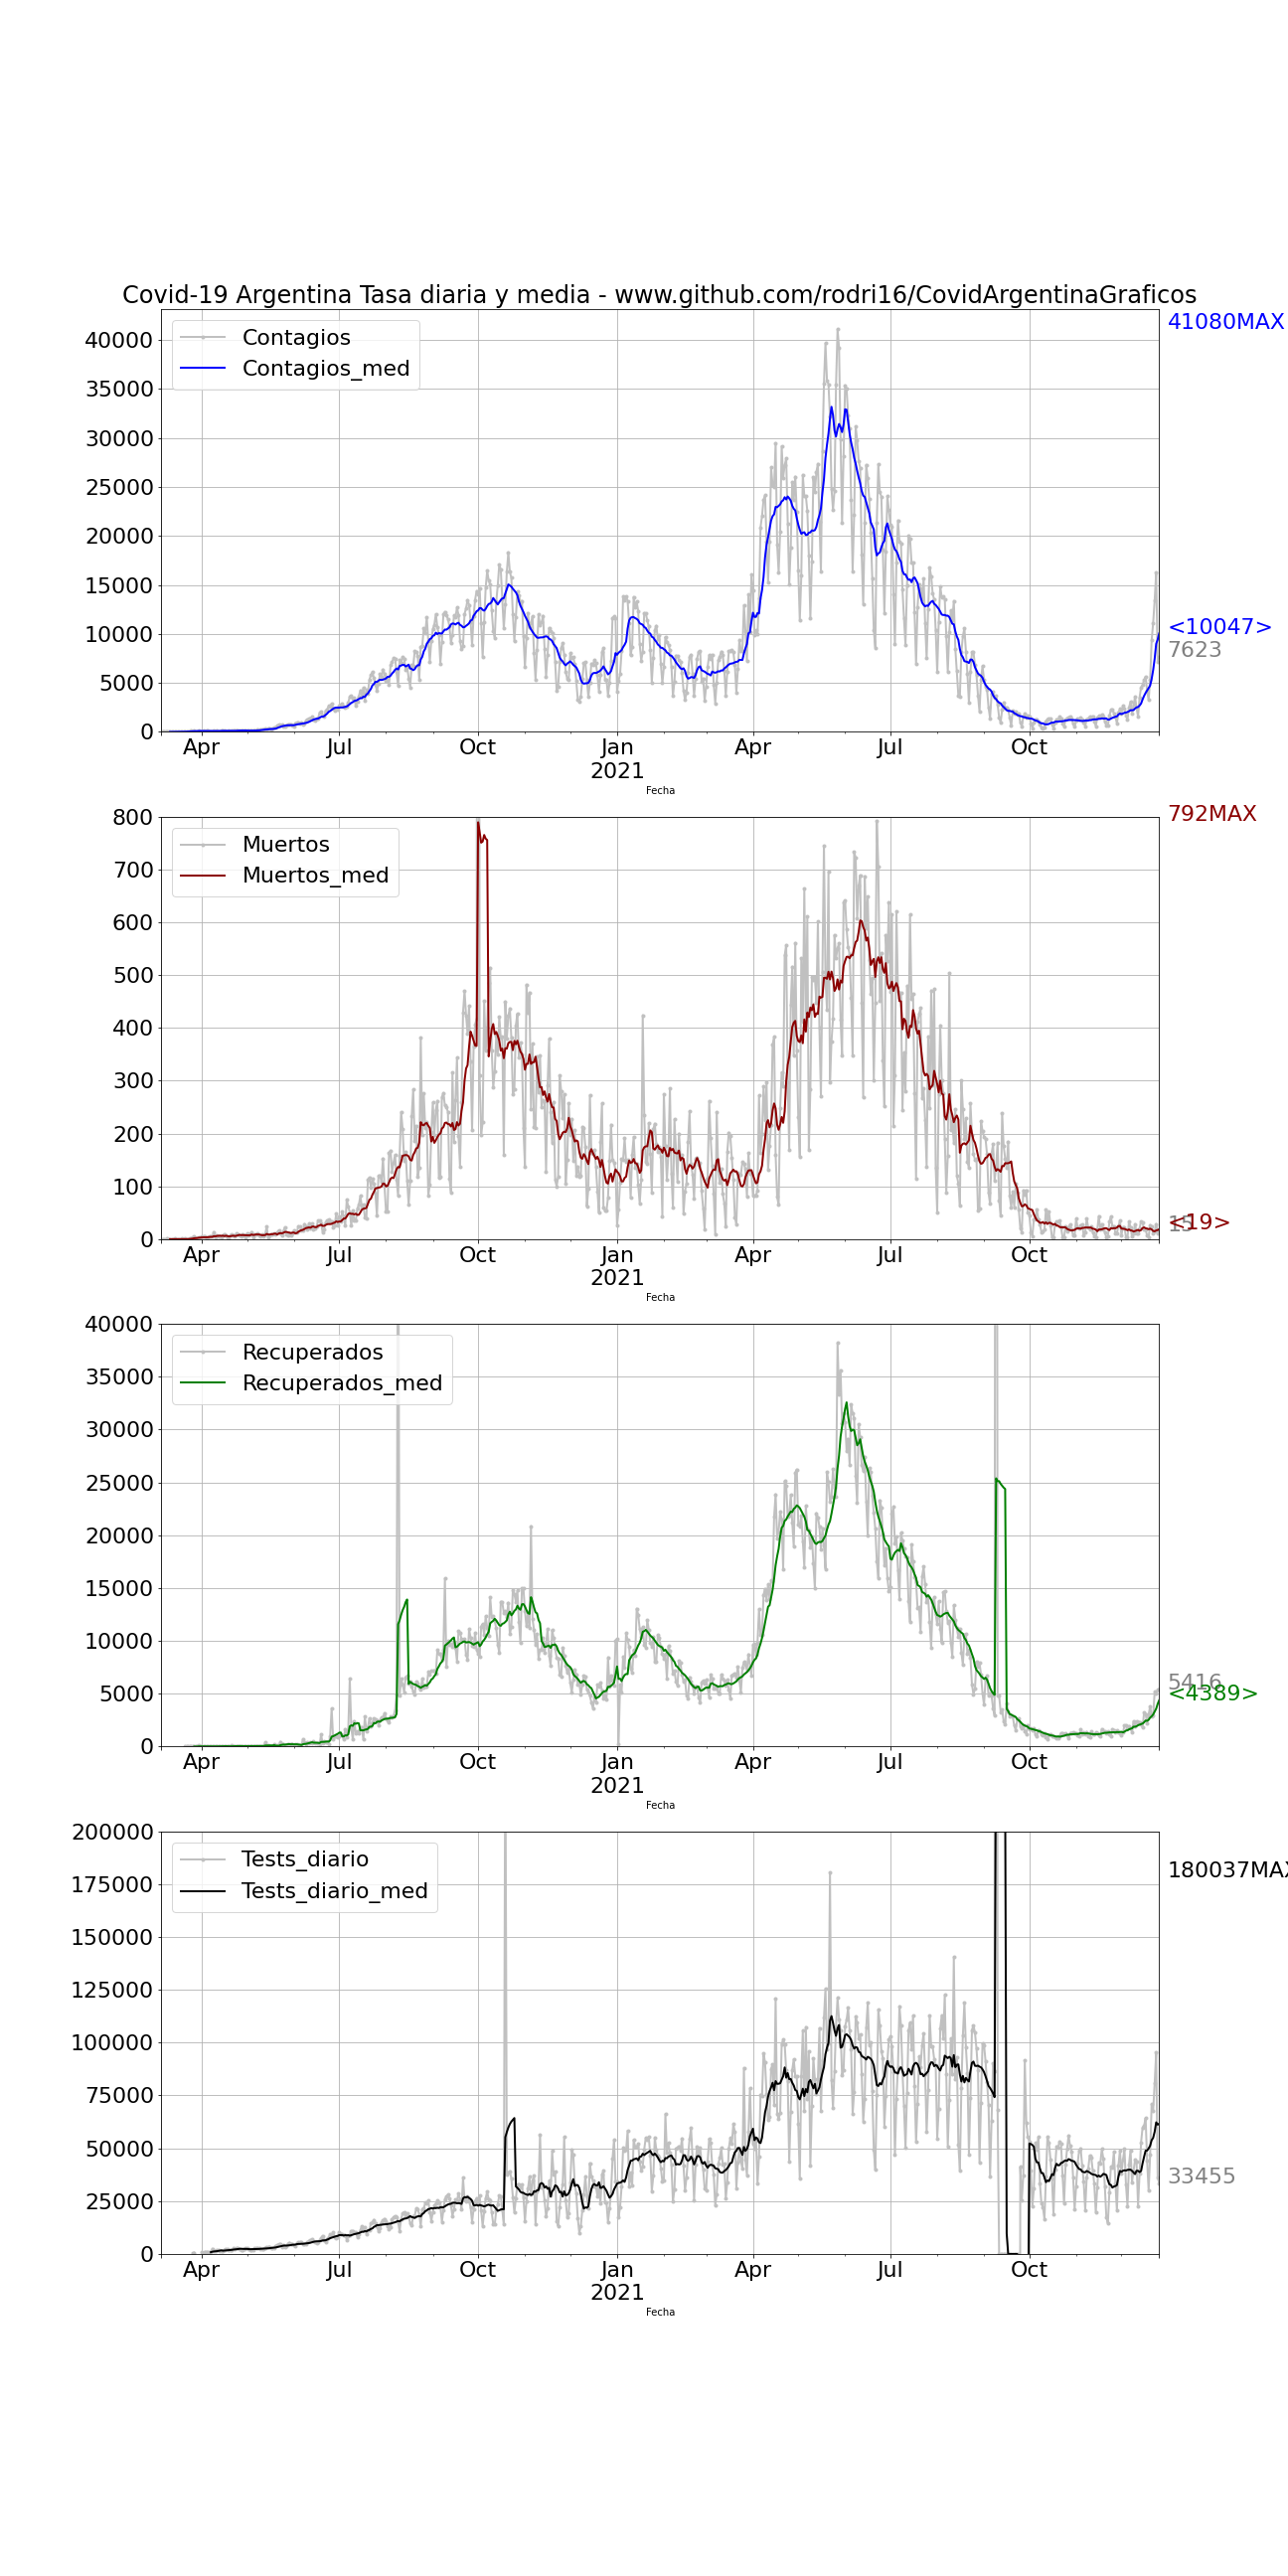 Covid-19 Argentina Tasa diaria y media - www.github.com/rodri16/CovidArgentinaGraficos
41080MAX
Contagios
Contagios_med
40000
35000
30000
25000
20000
15000
10000
5000
0
<10047>
7623
Apr Jul Oct Jan Apr Jul Oct
2021
Fecha
792MAX
Muertos
Muertos_med
800
700
600
500
400
300
200
100
0
15
<19>
Apr Jul Oct Jan Apr Jul Oct
2021
Fecha
Recuperados
Recuperados_med
40000
35000
30000
25000
20000
15000
10000
5000
0
5416
<4389>
Apr Jul Oct Jan Apr Jul Oct
2021
Fecha
Tests_diario
Tests_diario_med
180037MAX
200000
175000
150000
125000
100000
75000
50000
25000
0
33455
Apr Jul Oct Jan Apr Jul Oct
2021
Fecha